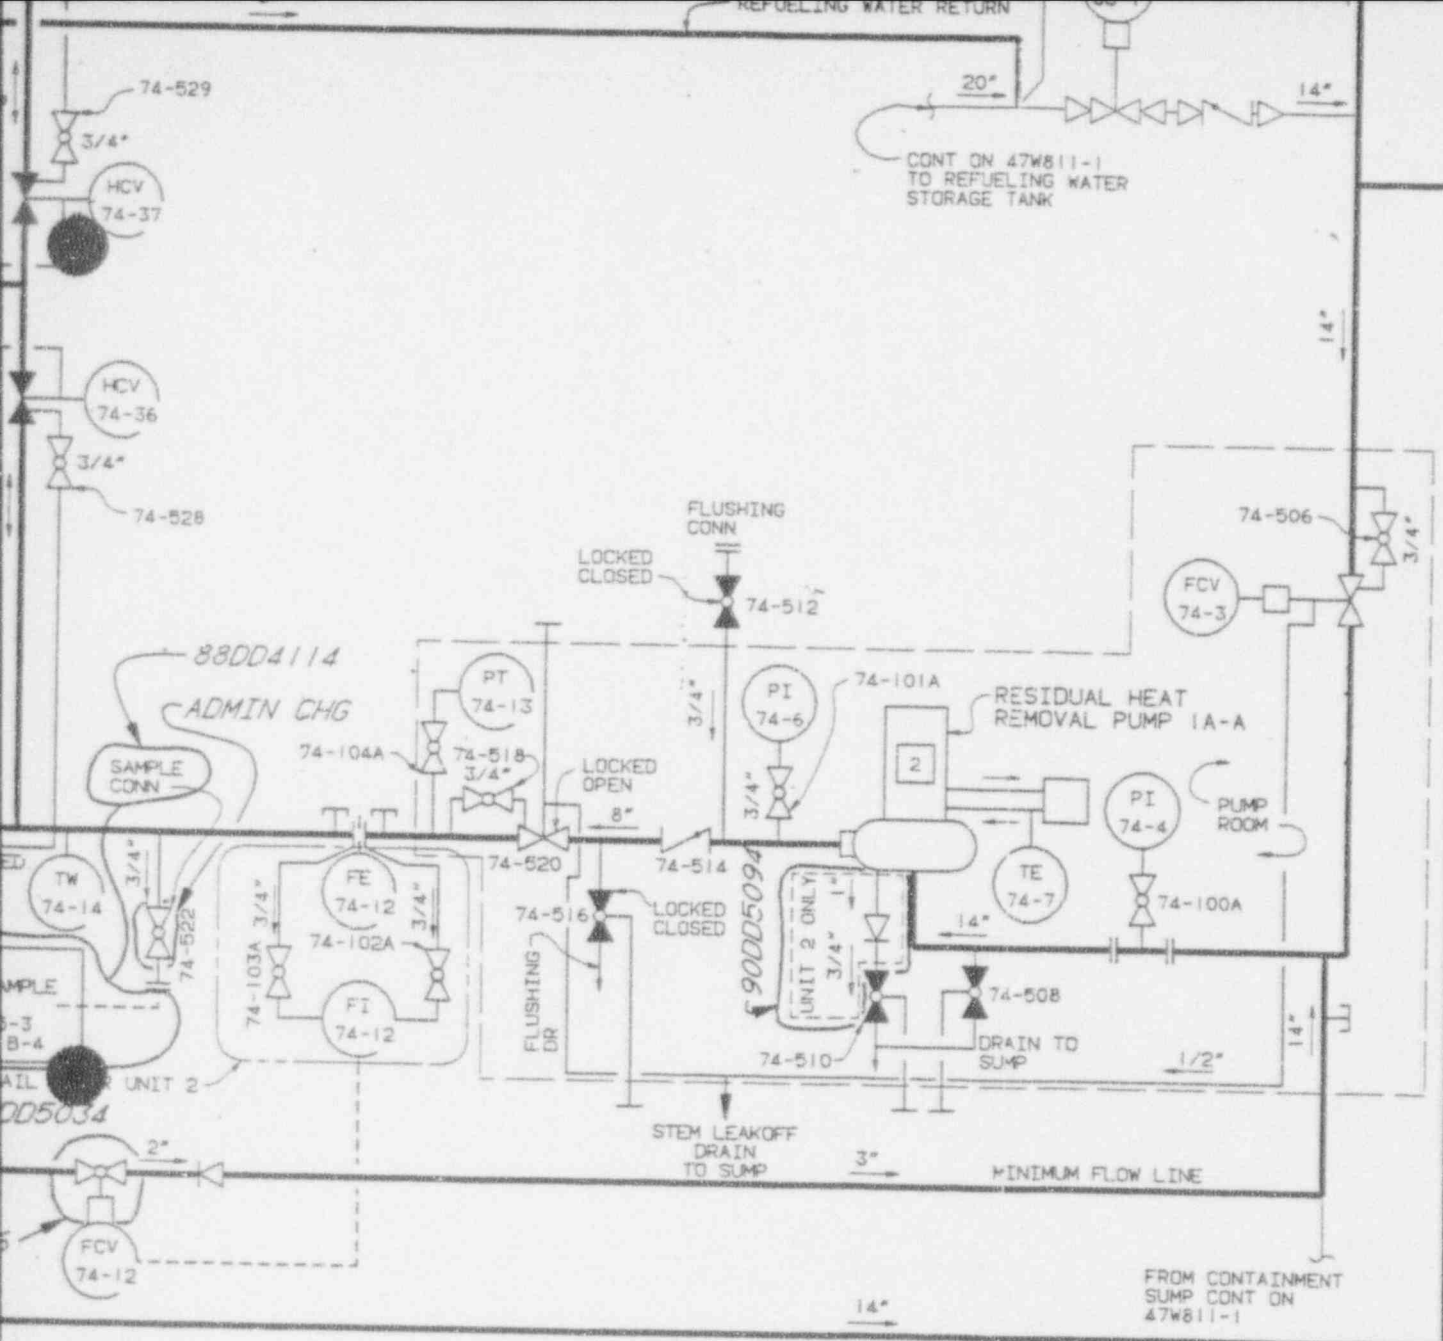 REFUELING WATER RETURN
74-529
3/4"
HCV
74-37
20"
14"
CONT ON 47W811-1
TO REFUELING WATER
STORAGE TANK
14"
HCV
74-36
3/4"
74-528
FLUSHING
CONN
LOCKED
CLOSED
74-512
74-506
3/4"
FCV
74-3
88DD4114
ADMIN CHG
SAMPLE
CONN
PT
74-13
74-104A
74-518
3/4"
LOCKED
OPEN
3/4"
PI
74-6
74-101A
3/4"
RESIDUAL HEAT
REMOVAL PUMP 1A-A
2
PI
74-4
PUMP
ROOM
8"
74-520
74-514
3/4"
TW
74-14
74-522
FE
74-12
3/4"
3/4"
74-102A
74-103A
FI
74-12
74-516
LOCKED
CLOSED
FLUSHING
DR
90DD5094
UNIT 2 ONLY
1"
3/4"
TE
74-7
74-100A
14"
74-508
74-510
DRAIN TO
SUMP
14"
1/2"
UNIT 2
STEM LEAKOFF
DRAIN
TO SUMP
2"
3"
MINIMUM FLOW LINE
FCV
74-12
FROM CONTAINMENT
SUMP CONT ON
47W811-1
14"